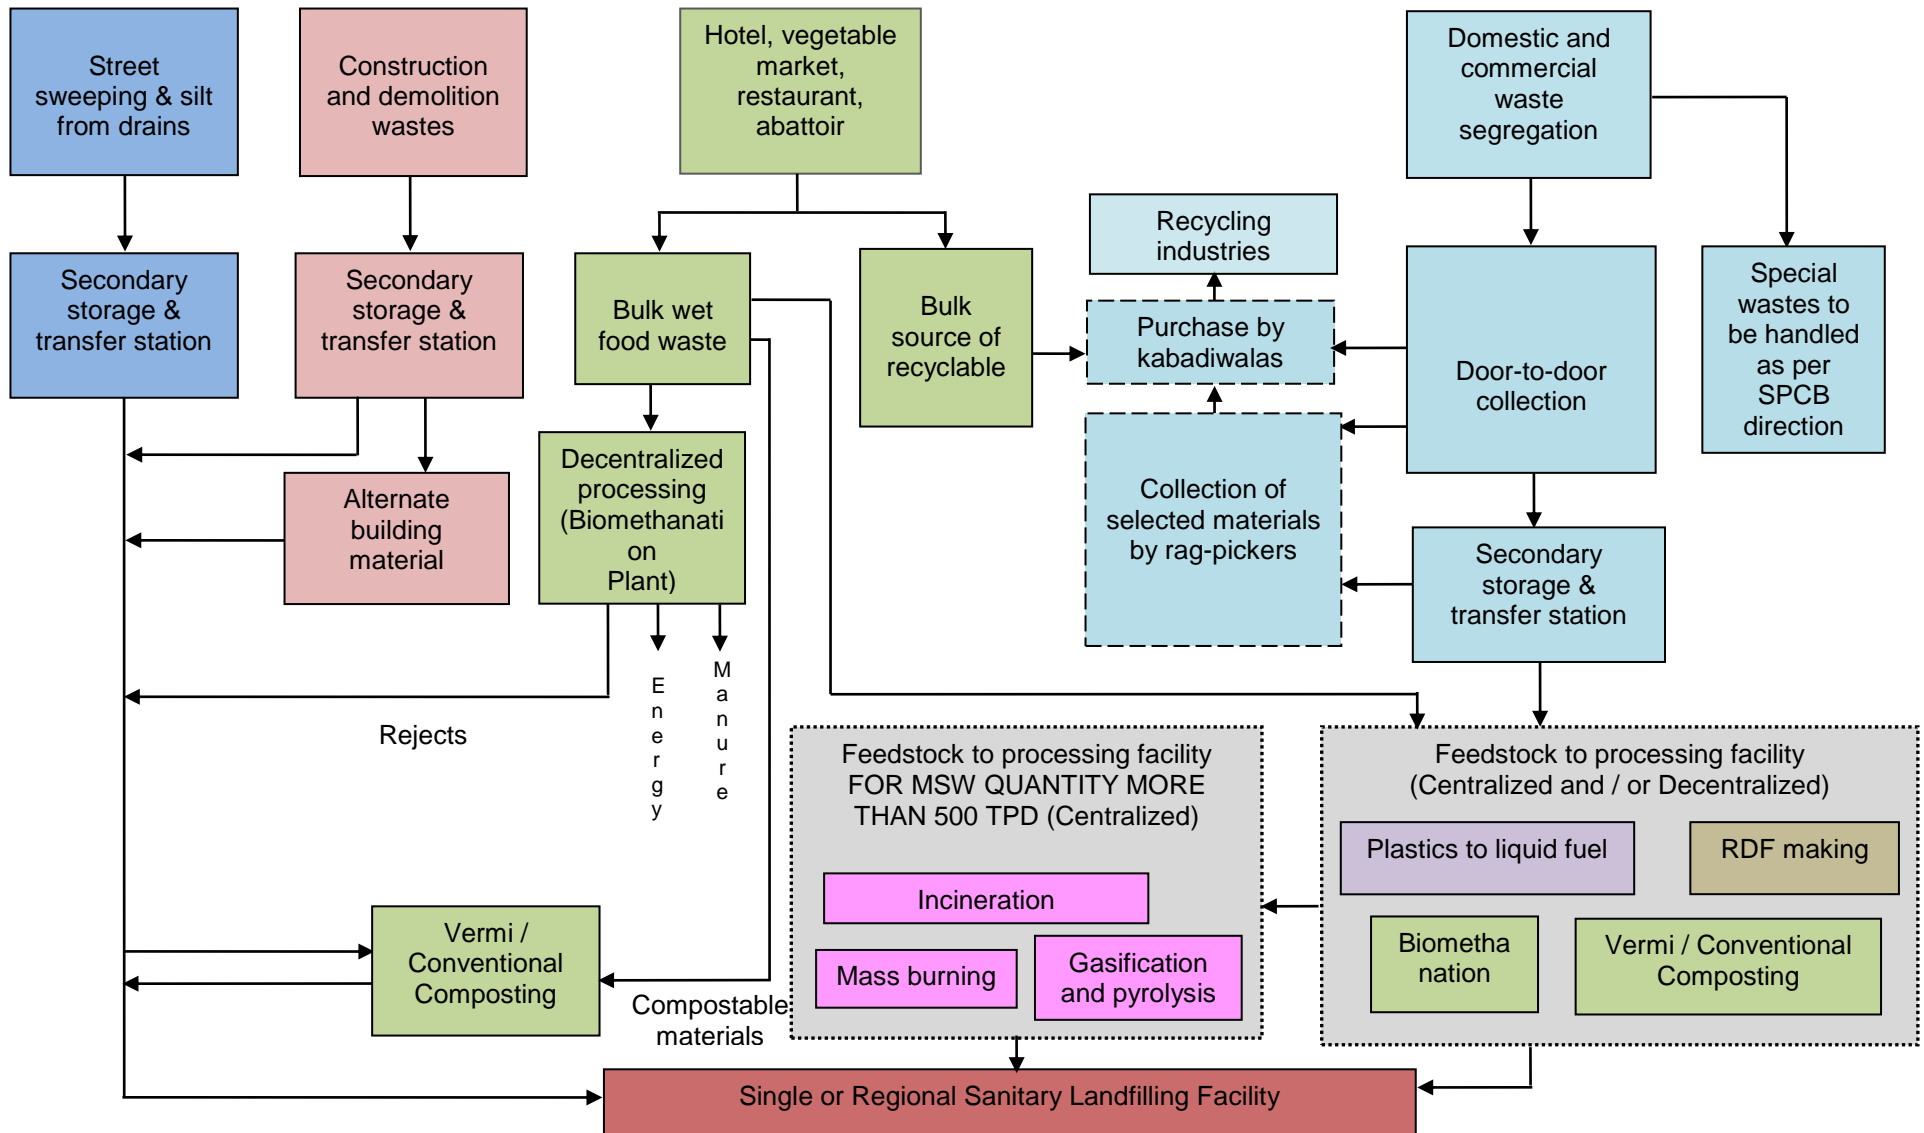 Street
sweeping & silt
from drains
Construction
and demolition
wastes
Hotel, vegetable
market,
restaurant,
abattoir
Domestic and
commercial
waste
segregation
Secondary
storage &
transfer station
Secondary
storage &
transfer station
Bulk wet
food waste
Bulk
source of
recyclable
Recycling
industries
Purchase by
kabadiwalas
Collection of
selected materials
by rag-pickers
Door-to-door
collection
Special
wastes to
be handled
as per
SPCB
direction
Alternate
building
material
Decentralized
processing
(Biomethanati
on
Plant)
Secondary
storage &
transfer station
Energy
Manure
Rejects
Feedstock to processing facility
FOR MSW QUANTITY MORE
THAN 500 TPD (Centralized)
Incineration
Mass burning
Gasification
and pyrolysis
Feedstock to processing facility
(Centralized and / or Decentralized)
Plastics to liquid fuel
RDF making
Biometha
nation
Vermi / Conventional
Composting
Vermi /
Conventional
Composting
Compostable
materials
Single or Regional Sanitary Landfilling Facility